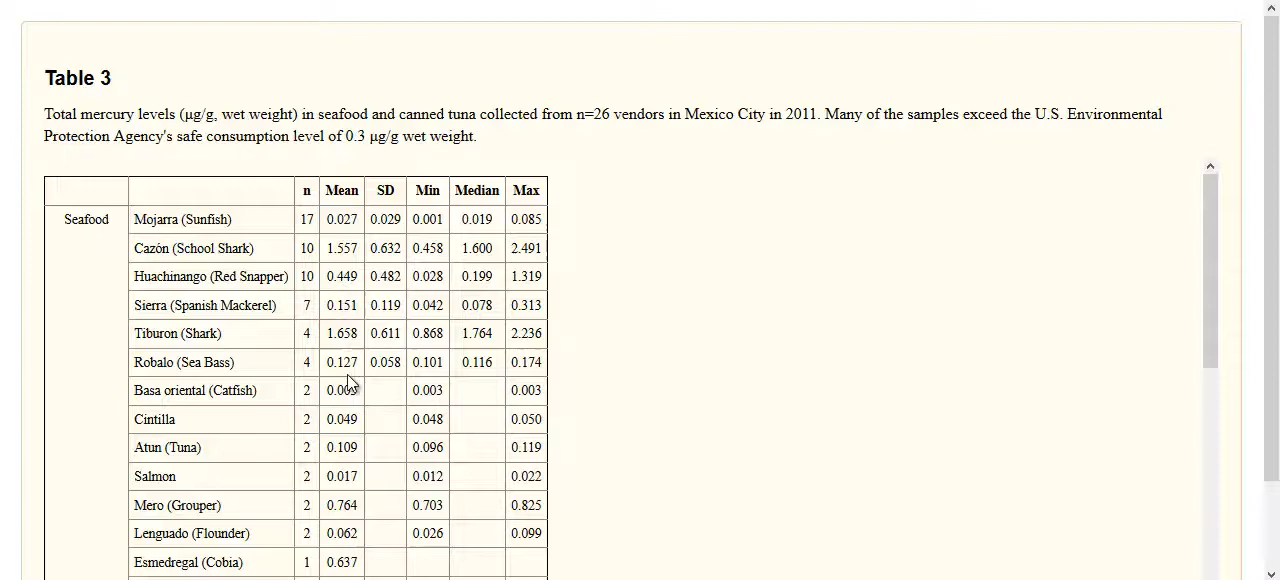 Table 3
Total mercury levels (μg/g, wet weight) in seafood and canned tuna collected from n=26 vendors in Mexico City in 2011. Many of the samples exceed the U.S. Environmental
Protection Agency's safe consumption level of 0.3 μg/g wet weight.
n Mean SD Min Median Max
Seafood Mojarra (Sunfish) 17 0.027 0.029 0.001 0.019 0.085
Cazón (School Shark) 10 1.557 0.632 0.458 1.600 2.491
Huachinango (Red Snapper) 10 0.449 0.482 0.028 0.199 1.319
Sierra (Spanish Mackerel) 7 0.151 0.119 0.042 0.078 0.313
Tiburon (Shark) 4 1.658 0.611 0.868 1.764 2.236
Robalo (Sea Bass) 4 0.127 0.058 0.101 0.116 0.174
Basa oriental (Catfish) 2 0.003 0.003
Cintilla 2 0.049 0.048 0.050
Atun (Tuna) 2 0.109 0.096 0.119
Salmon 2 0.017 0.012 0.022
Mero (Grouper) 2 0.764 0.703 0.825
Lenguado (Flounder) 2 0.062 0.026 0.099
Esmedregal (Cobia) 1 0.637